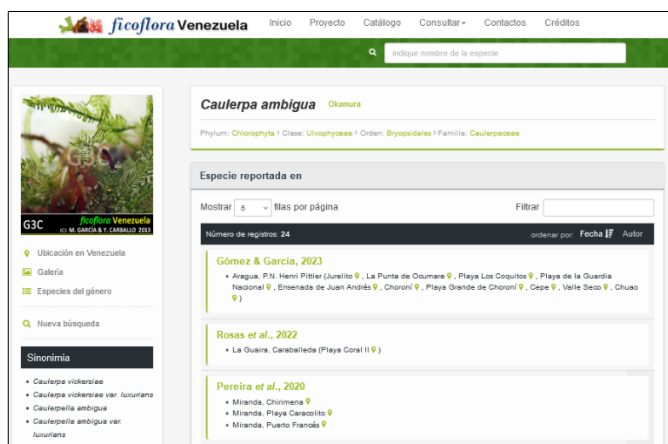 ficoflora Venezuela
Inicio Proyecto Catálogo Consultar Contactos Créditos
Indique nombre de la especie
G3C
G3C
ficoflora Venezuela
(C) M. GARCÍA & Y. CARBALLO 2013
Ubicación en Venezuela
Galería
Especies del género
Nueva búsqueda
Sinonimia
• Caulerpa vickersiae
• Caulerpa vickersiae var. luxurians
• Caulerpella ambigua
• Caulerpella ambigua var.
luxurians
Caulerpa ambigua Okamura
Phylum: Chlorophyta > Clase: Ulvophyceae > Orden: Bryopsidales > Familia: Caulerpaceae
Especie reportada en
Mostrar 5 filas por página Filtrar
Número de registros: 24 ordenar por: Fecha Autor
Gómez & García, 2023
• Aragua, P.N. Henri Pittier (Jurelito , La Punta de Ocumare , Playa Los Coquitos , Playa de la Guardia
Nacional , Ensenada de Juan Andrés , Choroní , Playa Grande de Choroní , Cepe , Valle Seco , Chuao
)
Rosas et al., 2022
• La Guaira, Caraballeda (Playa Coral II )
Pereira et al., 2020
• Miranda, Chirimena
• Miranda, Playa Caracolito
• Miranda, Puerto Francés